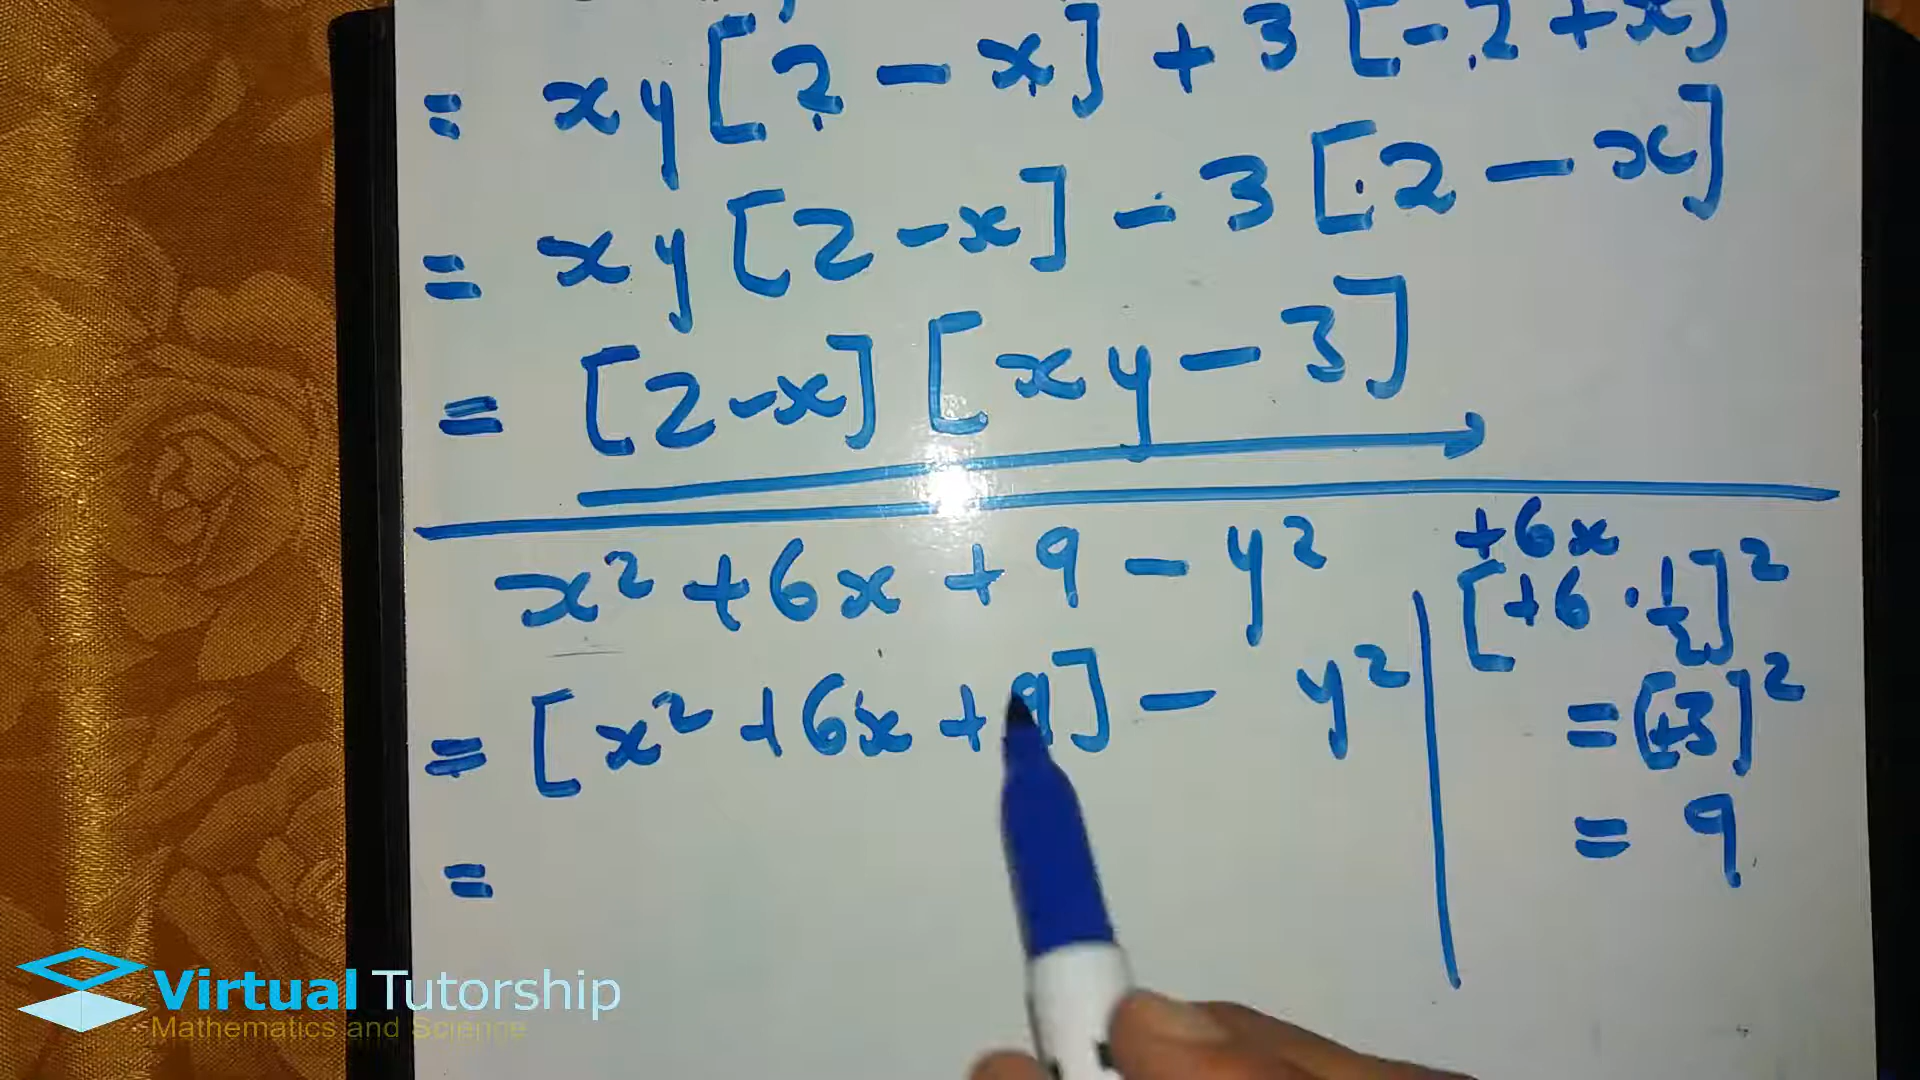 = xy[2 - x] + 3[-2 + x]
= xy[2 - x] - 3[2 - x]
= [2 - x][xy - 3]
x² + 6x + 9 - y²
= [x² + 6x + 9] - y²
=
+6x
[+6 · 1/2]²
= [+3]²
= 9
Virtual Tutorship
Mathematics and Science